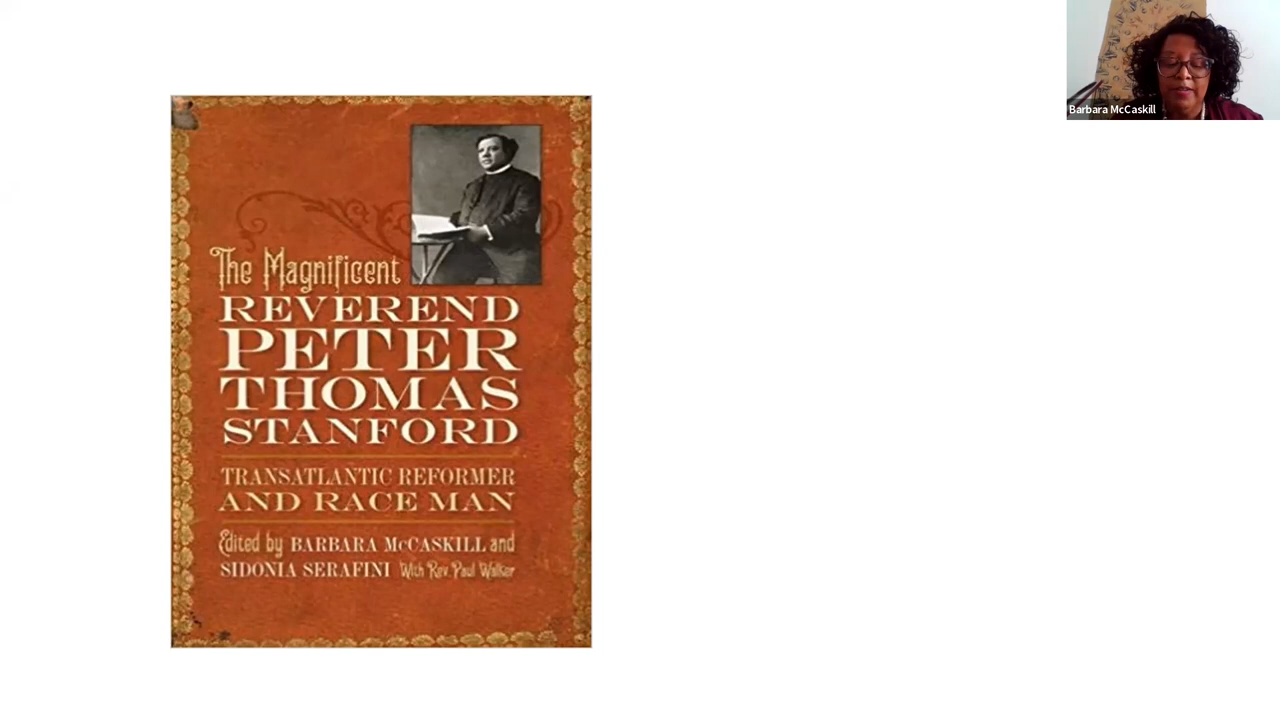 The Magnificent
REVEREND
PETER
THOMAS
STANFORD
TRANSATLANTIC REFORMER
AND RACE MAN
Edited by BARBARA McCASKILL and
SIDONIA SERAFINI With Rev. Paul Walker
Barbara McCaskill